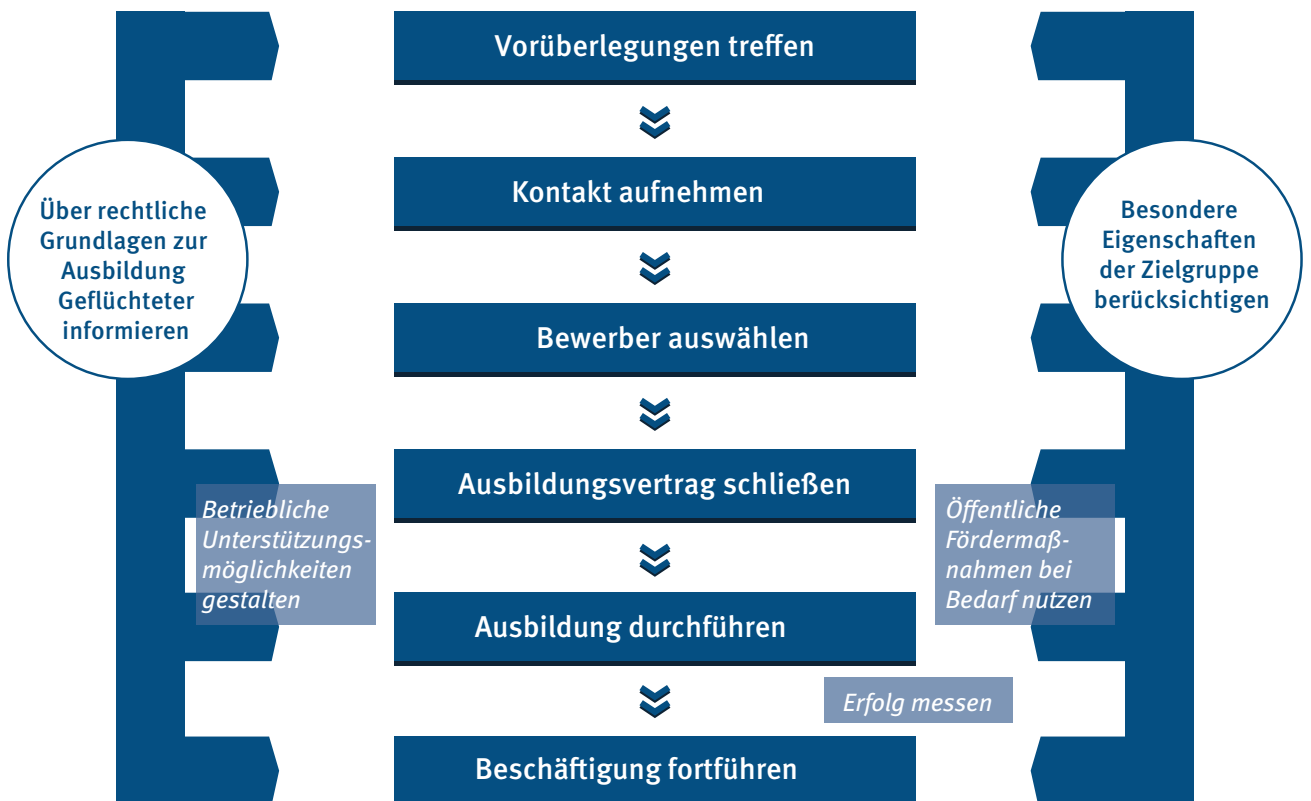 Vorüberlegungen treffen
Kontakt aufnehmen
Über rechtliche
Grundlagen zur
Ausbildung
Geflüchteter
informieren
Besondere
Eigenschaften
der Zielgruppe
berücksichtigen
Bewerber auswählen
Ausbildungsvertrag schließen
Betriebliche
Unterstützungs-
möglichkeiten
gestalten
Öffentliche
Fördermaß-
nahmen bei
Bedarf nutzen
Ausbildung durchführen
Erfolg messen
Beschäftigung fortführen